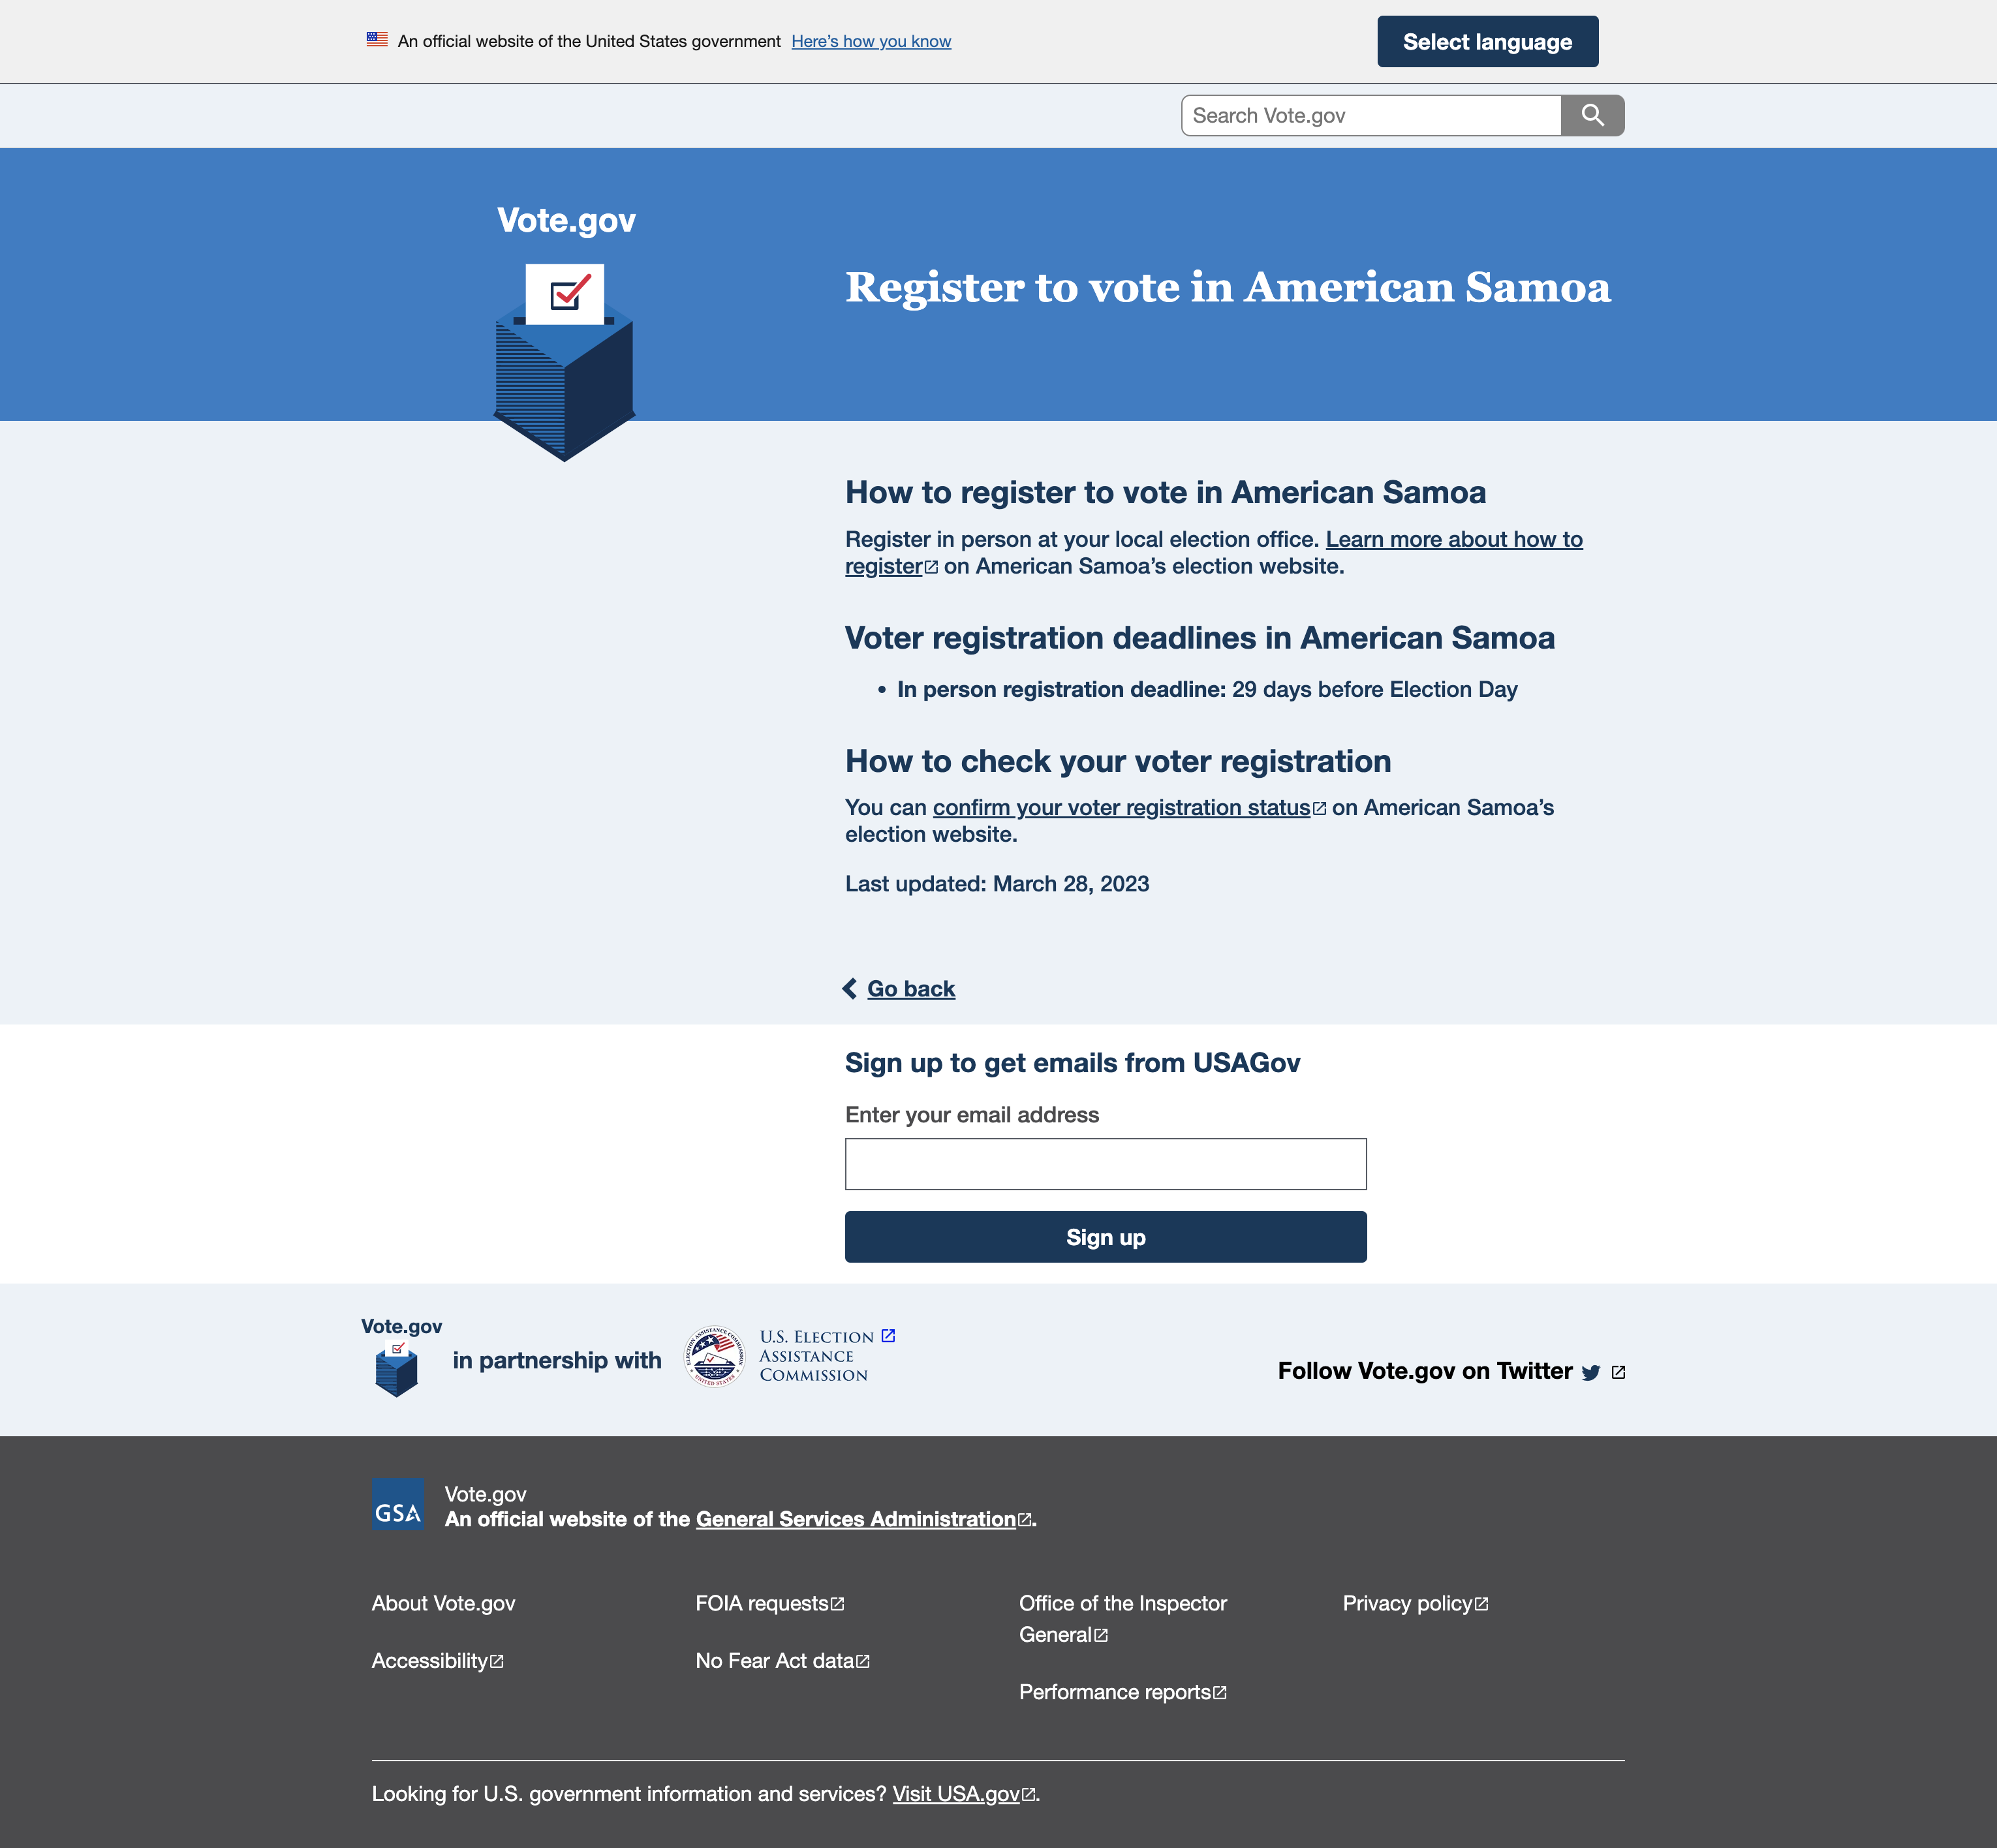 An official website of the United States government Here’s how you know
Select language
Search Vote.gov
Vote.gov
Register to vote in American Samoa
How to register to vote in American Samoa
Register in person at your local election office. Learn more about how to
register on American Samoa’s election website.
Voter registration deadlines in American Samoa
• In person registration deadline: 29 days before Election Day
How to check your voter registration
You can confirm your voter registration status on American Samoa’s
election website.
Last updated: March 28, 2023
Go back
Sign up to get emails from USAGov
Enter your email address
Sign up
Vote.gov
in partnership with
ELECTION ASSISTANCE COMMISSION
UNITED STATES
U.S. ELECTION
ASSISTANCE
COMMISSION
Follow Vote.gov on Twitter
GSA
Vote.gov
An official website of the General Services Administration.
About Vote.gov
Accessibility
FOIA requests
No Fear Act data
Office of the Inspector
General
Performance reports
Privacy policy
Looking for U.S. government information and services? Visit USA.gov.